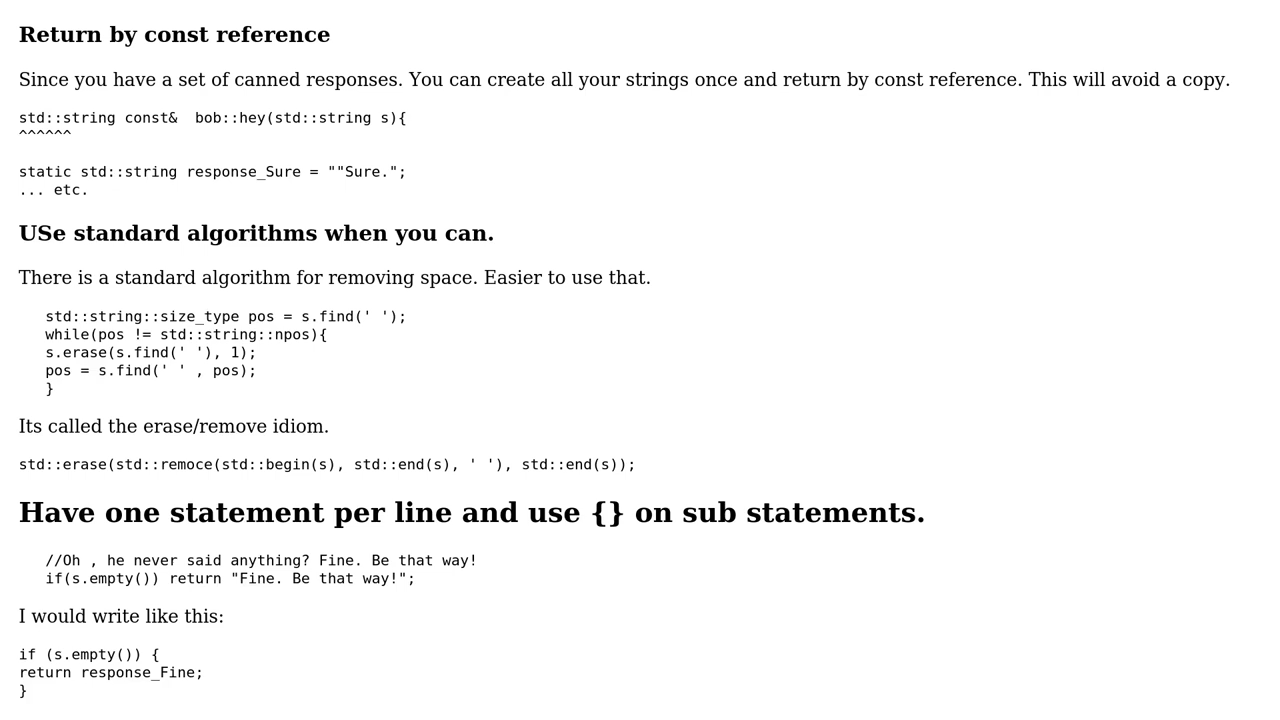 Return by const reference
Since you have a set of canned responses. You can create all your strings once and return by const reference. This will avoid a copy.
std::string const&  bob::hey(std::string s){
^^^^^^
static std::string response_Sure = ""Sure.";
... etc.
USe standard algorithms when you can.
There is a standard algorithm for removing space. Easier to use that.
   std::string::size_type pos = s.find(' ');
   while(pos != std::string::npos){
   s.erase(s.find(' '), 1);
   pos = s.find(' ' , pos);
   }
Its called the erase/remove idiom.
std::erase(std::remoce(std::begin(s), std::end(s), ' '), std::end(s));
Have one statement per line and use {} on sub statements.
   //Oh , he never said anything? Fine. Be that way!
   if(s.empty()) return "Fine. Be that way!";
I would write like this:
if (s.empty()) {
return response_Fine;
}